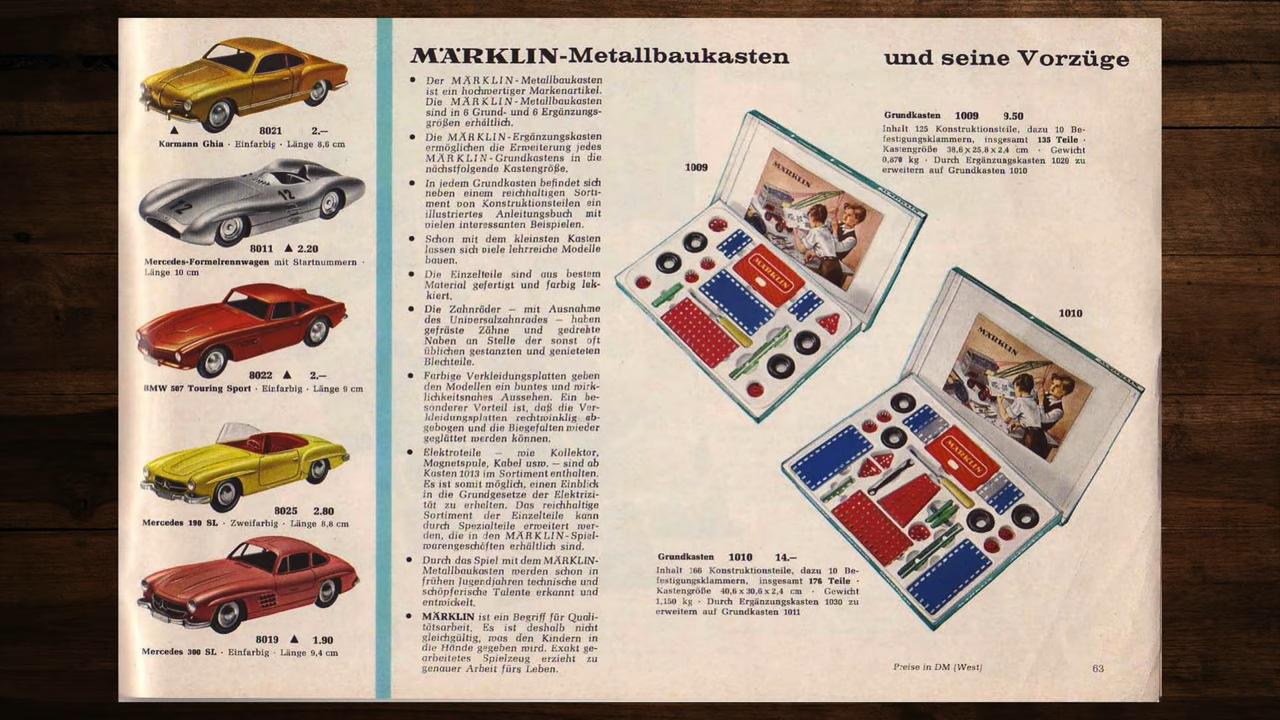 8021 2.—
▲
Karmann Ghia · Einfarbig · Länge 8,6 cm
12
12
8011 ▲ 2.20
Mercedes-Formelrennwagen mit Startnummern ·
Länge 10 cm
8022 ▲ 2.—
BMW 507 Touring Sport · Einfarbig · Länge 9 cm
8025 2.80
Mercedes 190 SL · Zweifarbig · Länge 8,8 cm
8019 ▲ 1.90
Mercedes 300 SL · Einfarbig · Länge 9,4 cm
MÄRKLIN-Metallbaukasten und seine Vorzüge
• Der MÄRKLIN-Metallbaukasten
ist ein hochwertiger Markenartikel.
Die MÄRKLIN-Metallbaukasten
sind in 6 Grund- und 6 Ergänzungs-
größen erhältlich.
• Die MÄRKLIN-Ergänzungskasten
ermöglichen die Erweiterung jedes
MÄRKLIN-Grundkastens in die
nächstfolgende Kastengröße.
• In jedem Grundkasten befindet sich
neben einem reichhaltigen Sorti-
ment von Konstruktionsteilen ein
illustriertes Anleitungsbuch mit
vielen interessanten Beispielen.
• Schon mit dem kleinsten Kasten
lassen sich viele lehrreiche Modelle
bauen.
• Die Einzelteile sind aus bestem
Material gefertigt und farbig lak-
kiert.
• Die Zahnräder — mit Ausnahme
des Universalzahnrades — haben
gefräste Zähne und gedrehte
Naben an Stelle der sonst oft
üblichen gestanzten und genieteten
Blechteile.
• Farbige Verkleidungsplatten geben
den Modellen ein buntes und wirk-
lichkeitsnahes Aussehen. Ein be-
sonderer Vorteil ist, daß die Ver-
kleidungsplatten rechtwinklig ab-
gebogen und die Biegefalten wieder
geglättet werden können.
• Elektroteile — wie Kollektor,
Magnetspule, Kabel usw. — sind ab
Kasten 1013 im Sortiment enthalten.
Es ist somit möglich, einen Einblick
in die Grundgesetze der Elektrizi-
tät zu erhalten. Das reichhaltige
Sortiment der Einzelteile kann
durch Spezialteile erweitert wer-
den, die in den MÄRKLIN-Spiel-
warengeschäften erhältlich sind.
• Durch das Spiel mit dem MÄRKLIN-
Metallbaukasten werden schon in
frühen Jugendjahren technische und
schöpferische Talente erkannt und
entwickelt.
• MÄRKLIN ist ein Begriff für Quali-
tätsarbeit. Es ist deshalb nicht
gleichgültig, was den Kindern in
die Hände gegeben wird. Exakt ge-
arbeitetes Spielzeug erzieht zu
genauer Arbeit fürs Leben.
Grundkasten 1009 9.50
Inhalt 125 Konstruktionsteile, dazu 10 Be-
festigungsklammern, insgesamt 135 Teile ·
Kastengröße 38,6 x 25,8 x 2,4 cm · Gewicht
0,870 kg · Durch Ergänzungskasten 1020 zu
erweitern auf Grundkasten 1010
1009
MÄRKLIN
MÄRKLIN
1010
MÄRKLIN
MÄRKLIN
Grundkasten 1010 14.—
Inhalt 166 Konstruktionsteile, dazu 10 Be-
festigungsklammern, insgesamt 176 Teile ·
Kastengröße 40,6 x 30,6 x 2,4 cm · Gewicht
1,150 kg · Durch Ergänzungskasten 1030 zu
erweitern auf Grundkasten 1011
Preise in DM (West)
63